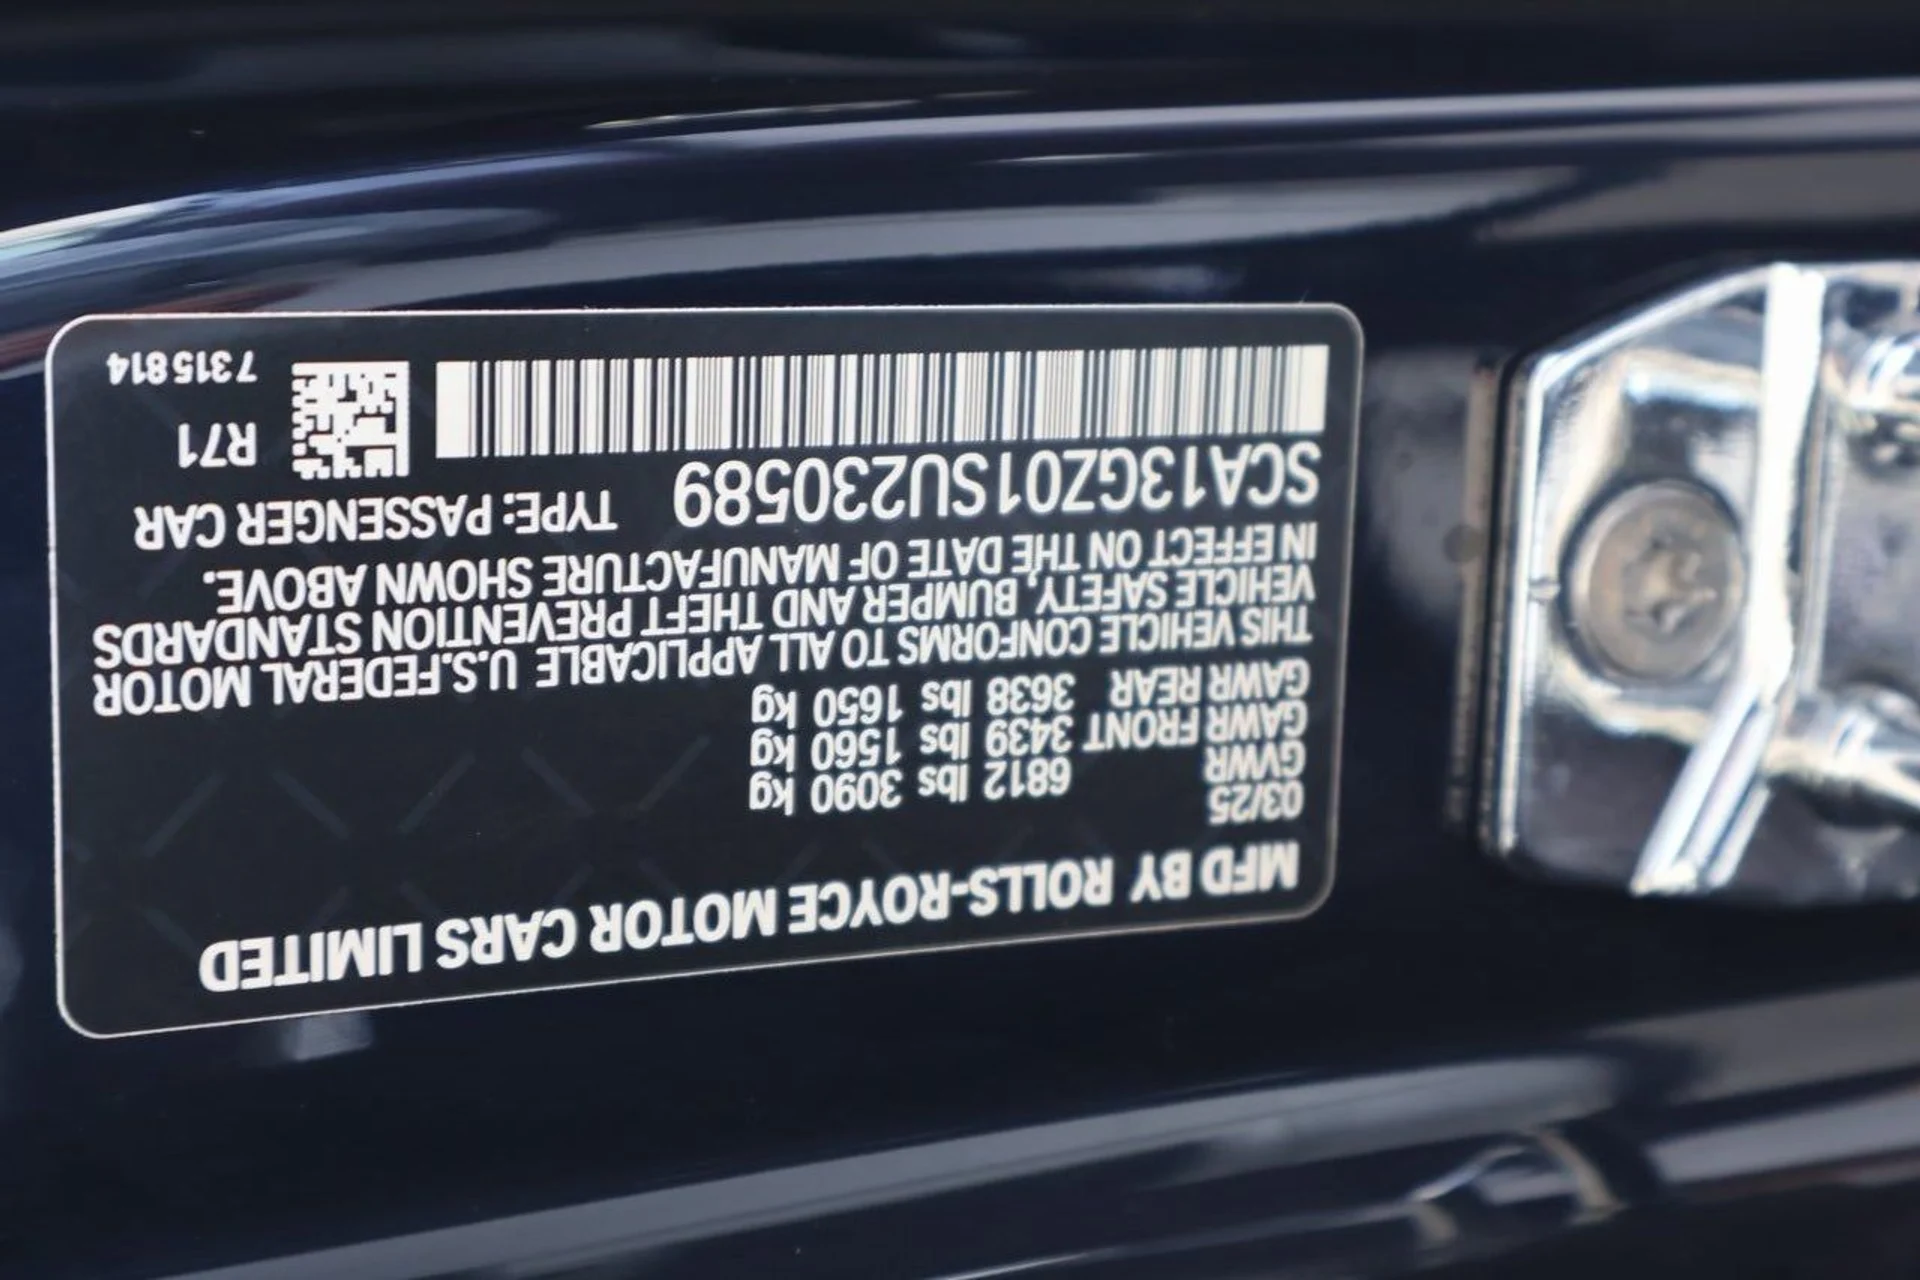 MFD BY ROLLS-ROYCE MOTOR CARS LIMITED
03/25
GVWR 6812 lbs 3090 kg
GAWR FRONT 3439 lbs 1560 kg
GAWR REAR 3638 lbs 1650 kg
THIS VEHICLE CONFORMS TO ALL APPLICABLE U.S.FEDERAL MOTOR
VEHICLE SAFETY, BUMPER AND THEFT PREVENTION STANDARDS
IN EFFECT ON THE DATE OF MANUFACTURE SHOWN ABOVE.
SCA13GZ01SU230589 TYPE: PASSENGER CAR
R71
7315814